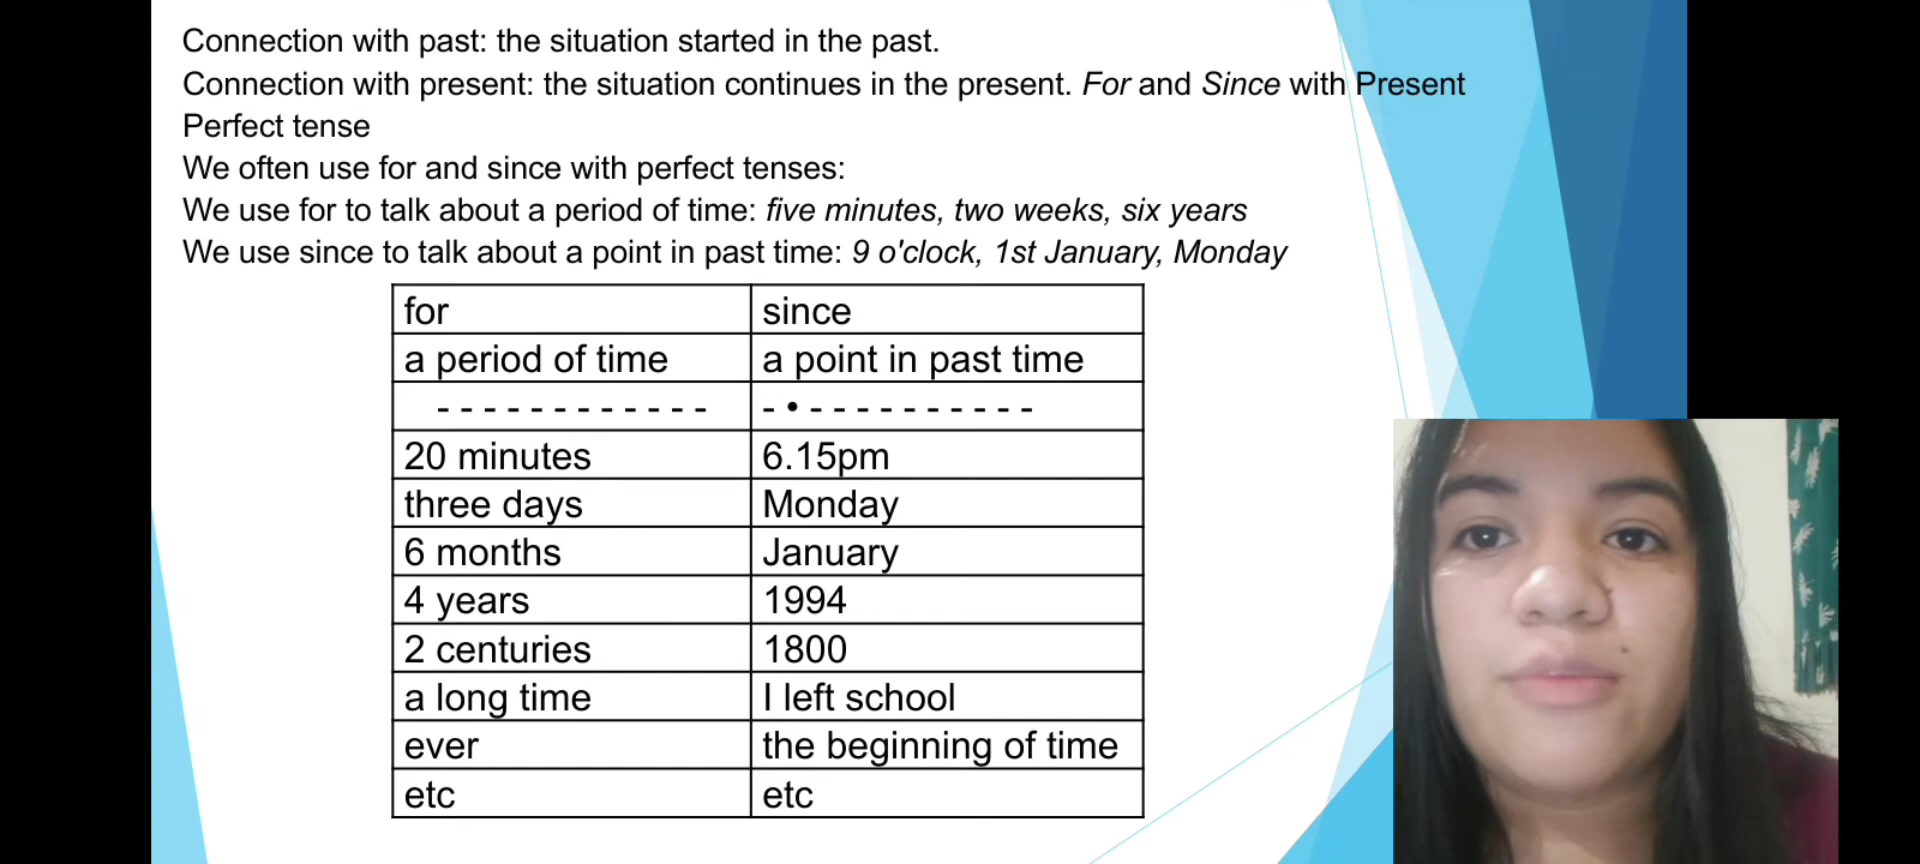 Connection with past: the situation started in the past.
Connection with present: the situation continues in the present. For and Since with Present
Perfect tense
We often use for and since with perfect tenses:
We use for to talk about a period of time: five minutes, two weeks, six years
We use since to talk about a point in past time: 9 o'clock, 1st January, Monday
for since
a period of time a point in past time
- - - - - - - - - - - - - • - - - - - - - - - -
20 minutes 6.15pm
three days Monday
6 months January
4 years 1994
2 centuries 1800
a long time I left school
ever the beginning of time
etc etc